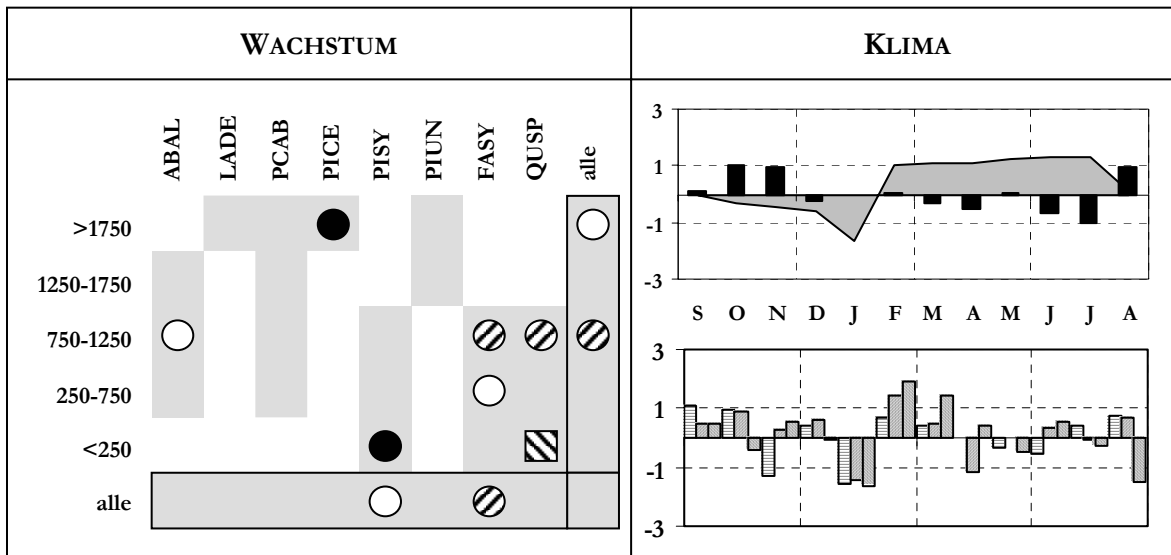 WACHSTUM
KLIMA
ABAL LADE PCAB PICE PISY PIUN FASY QUSP alle
>1750
1250-1750
750-1250
250-750
<250
alle
3
1
-1
-3
S O N D J F M A M J J A
3
1
-1
-3